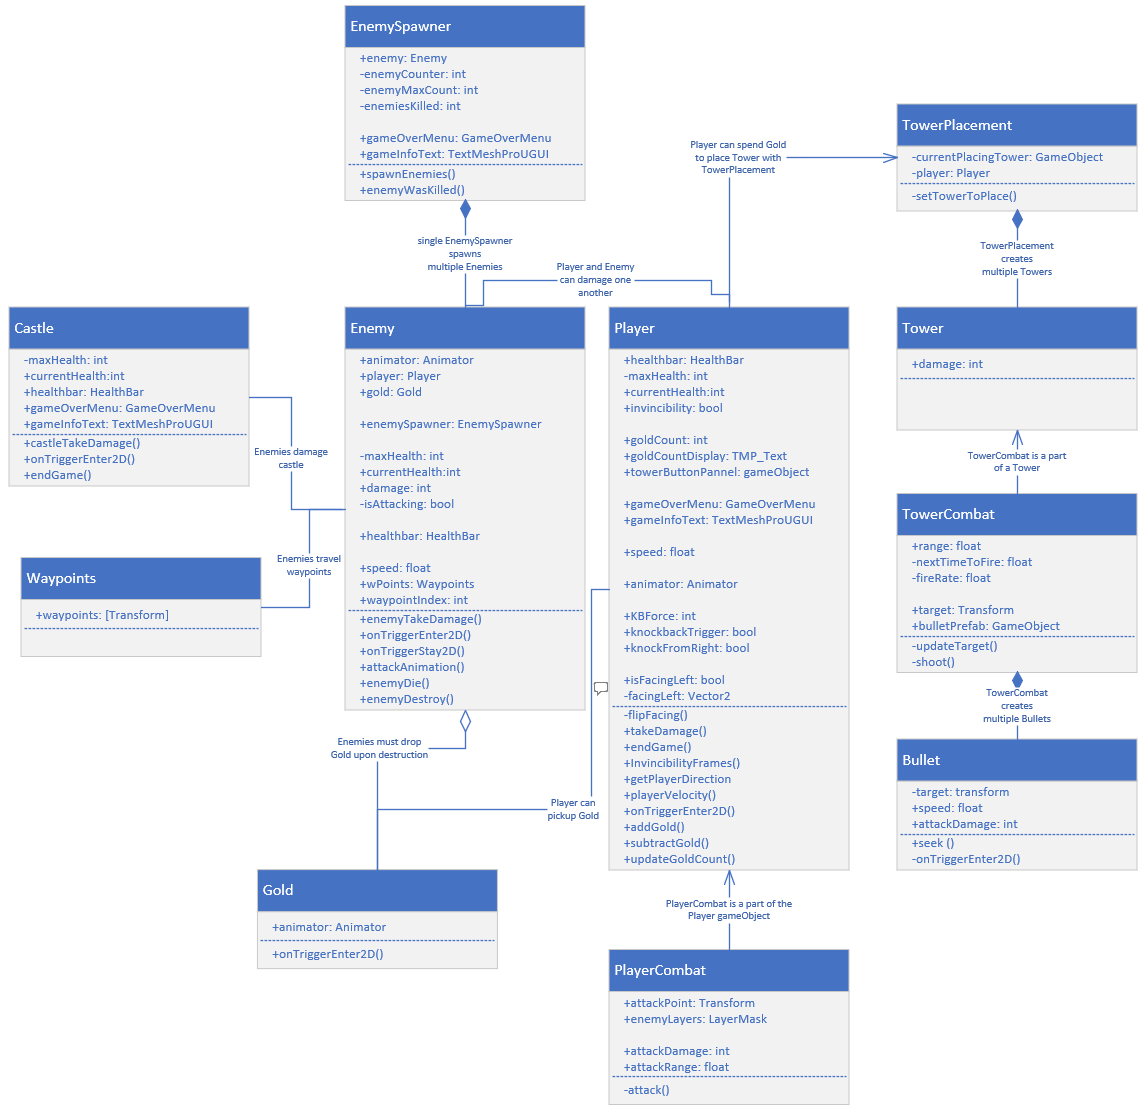 EnemySpawner
+enemy: Enemy
-enemyCounter: int
-enemyMaxCount: int
-enemiesKilled: int
+gameOverMenu: GameOverMenu
+gameInfoText: TextMeshProUGUI
+spawnEnemies()
+enemyWasKilled()
single EnemySpawner
spawns
multiple Enemies
Player and Enemy
can damage one
another
Player can spend Gold
to place Tower with
TowerPlacement
TowerPlacement
-currentPlacingTower: GameObject
-player: Player
-setTowerToPlace()
TowerPlacement
creates
multiple Towers
Castle
-maxHealth: int
+currentHealth:int
+healthbar: HealthBar
+gameOverMenu: GameOverMenu
+gameInfoText: TextMeshProUGUI
+castleTakeDamage()
+onTriggerEnter2D()
+endGame()
Enemies damage
castle
Enemies travel
waypoints
Waypoints
+waypoints: [Transform]
Enemy
+animator: Animator
+player: Player
+gold: Gold
+enemySpawner: EnemySpawner
-maxHealth: int
+currentHealth:int
+damage: int
-isAttacking: bool
+healthbar: HealthBar
+speed: float
+wPoints: Waypoints
+waypointIndex: int
+enemyTakeDamage()
+onTriggerEnter2D()
+onTriggerStay2D()
+attackAnimation()
+enemyDie()
+enemyDestroy()
Enemies must drop
Gold upon destruction
Player can
pickup Gold
Gold
+animator: Animator
+onTriggerEnter2D()
Player
+healthbar: HealthBar
-maxHealth: int
+currentHealth:int
+invincibility: bool
+goldCount: int
+goldCountDisplay: TMP_Text
+towerButtonPannel: gameObject
+gameOverMenu: GameOverMenu
+gameInfoText: TextMeshProUGUI
+speed: float
+animator: Animator
+KBForce: int
+knockbackTrigger: bool
+knockFromRight: bool
+isFacingLeft: bool
-facingLeft: Vector2
-flipFacing()
+takeDamage()
+endGame()
+InvincibilityFrames()
+getPlayerDirection
+playerVelocity()
+onTriggerEnter2D()
+addGold()
+subtractGold()
+updateGoldCount()
PlayerCombat is a part of the
Player gameObject
PlayerCombat
+attackPoint: Transform
+enemyLayers: LayerMask
+attackDamage: int
+attackRange: float
-attack()
Tower
+damage: int
TowerCombat is a part
of a Tower
TowerCombat
+range: float
-nextTimeToFire: float
-fireRate: float
+target: Transform
+bulletPrefab: GameObject
-updateTarget()
-shoot()
TowerCombat
creates
multiple Bullets
Bullet
-target: transform
+speed: float
+attackDamage: int
+seek ()
-onTriggerEnter2D()